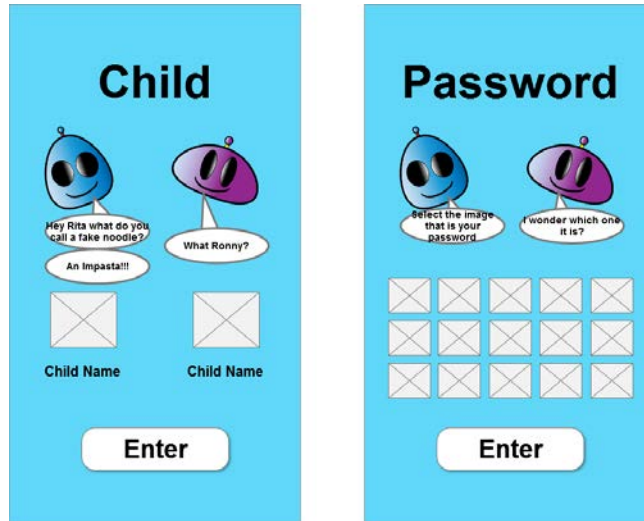 Child
Hey Rita what do you
call a fake noodle?
What Ronny?
An Impasta!!!
Child Name
Child Name
Enter
Password
Select the image
that is your
password
I wonder which one
it is?
Enter